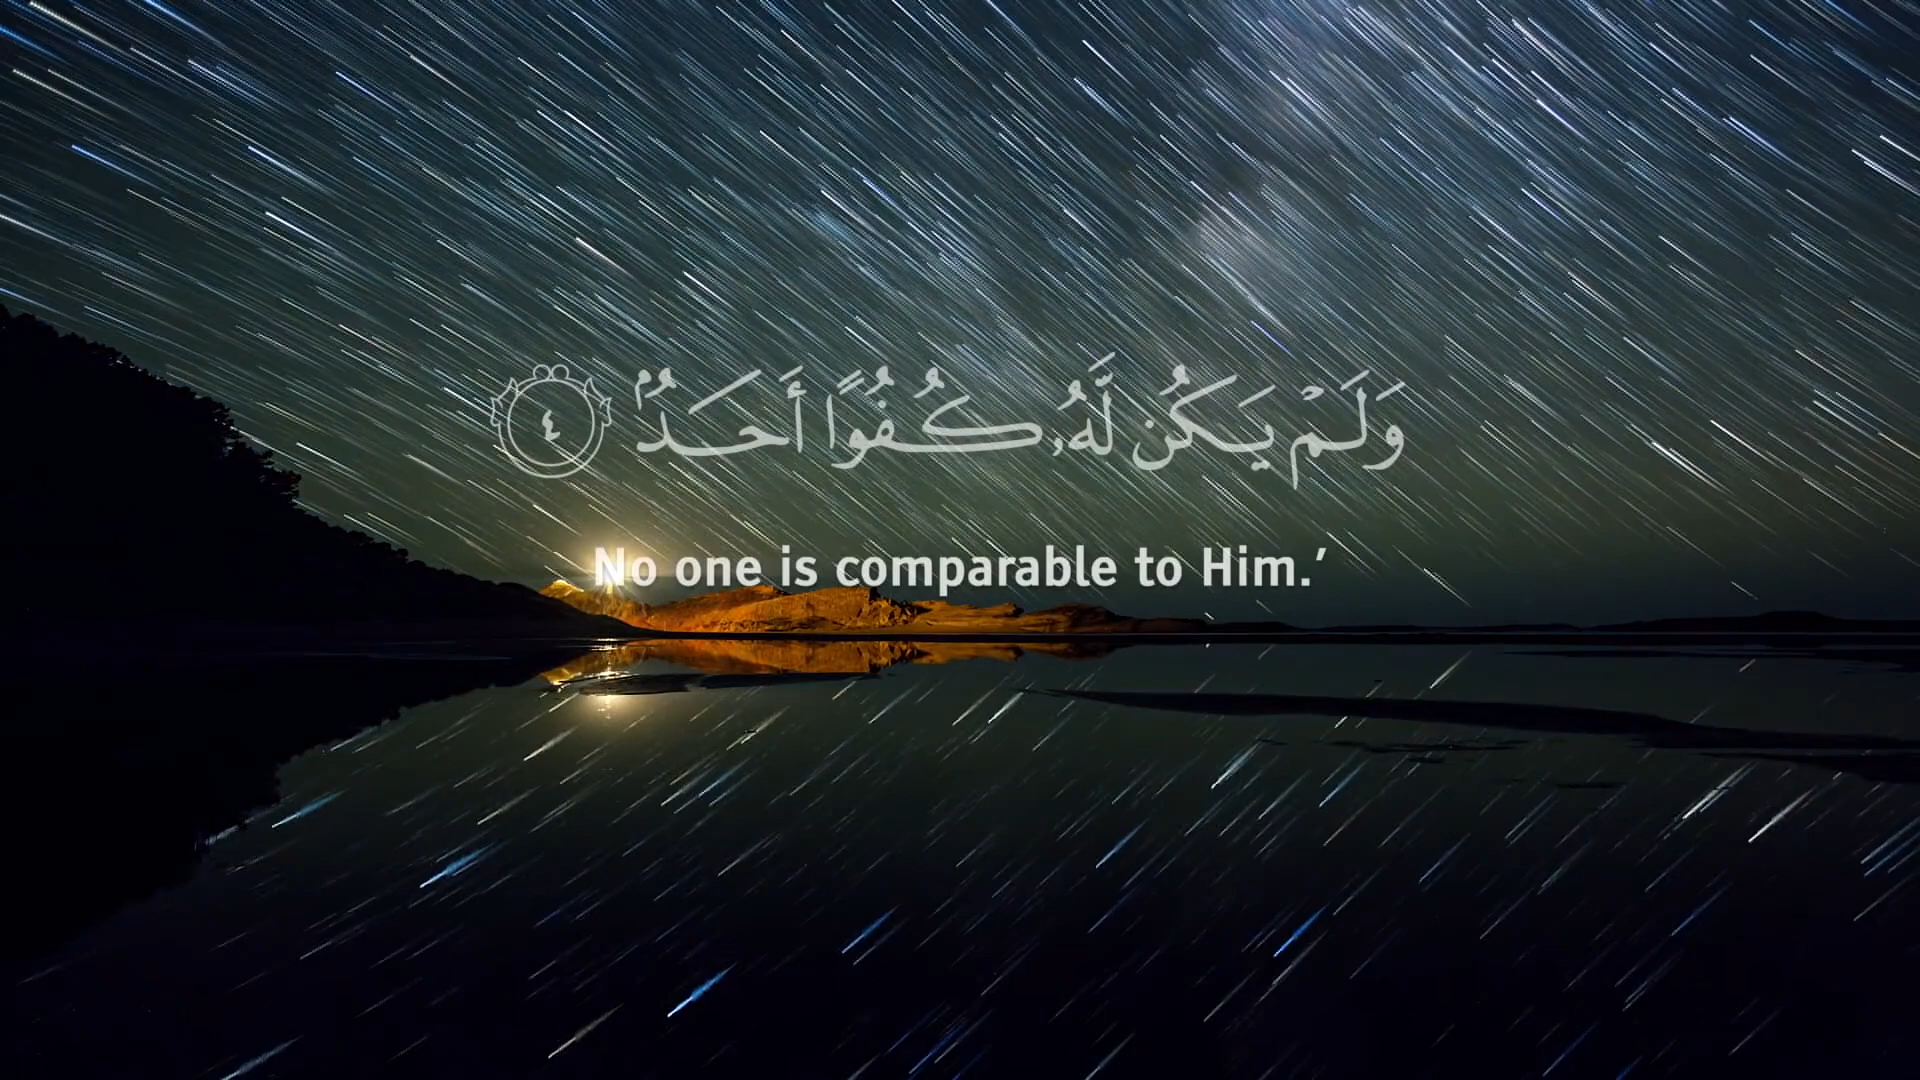 وَلَمْ يَكُن لَّهُۥ كُفُوًا أَحَدٌۢ ٤
No one is comparable to Him.’